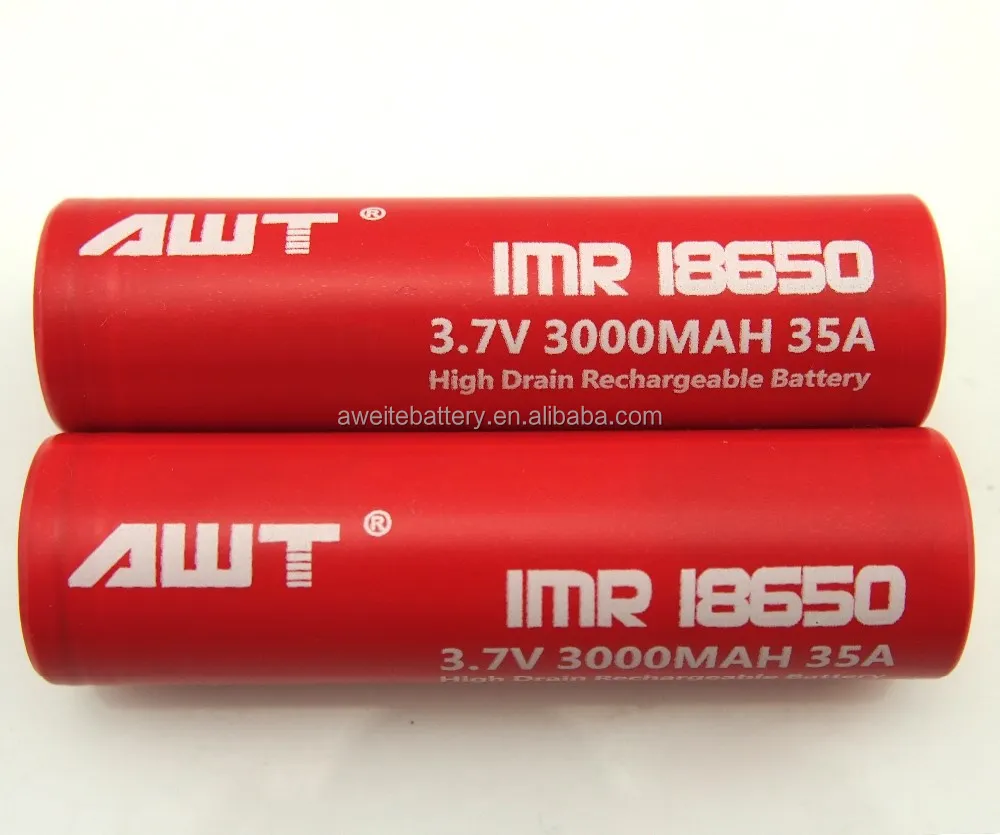 AWT ®
IMR 18650
3.7V 3000MAH 35A
High Drain Rechargeable Battery
aweitebattery.en.alibaba.com
AWT ®
IMR 18650
3.7V 3000MAH 35A
High Drain Rechargeable Battery